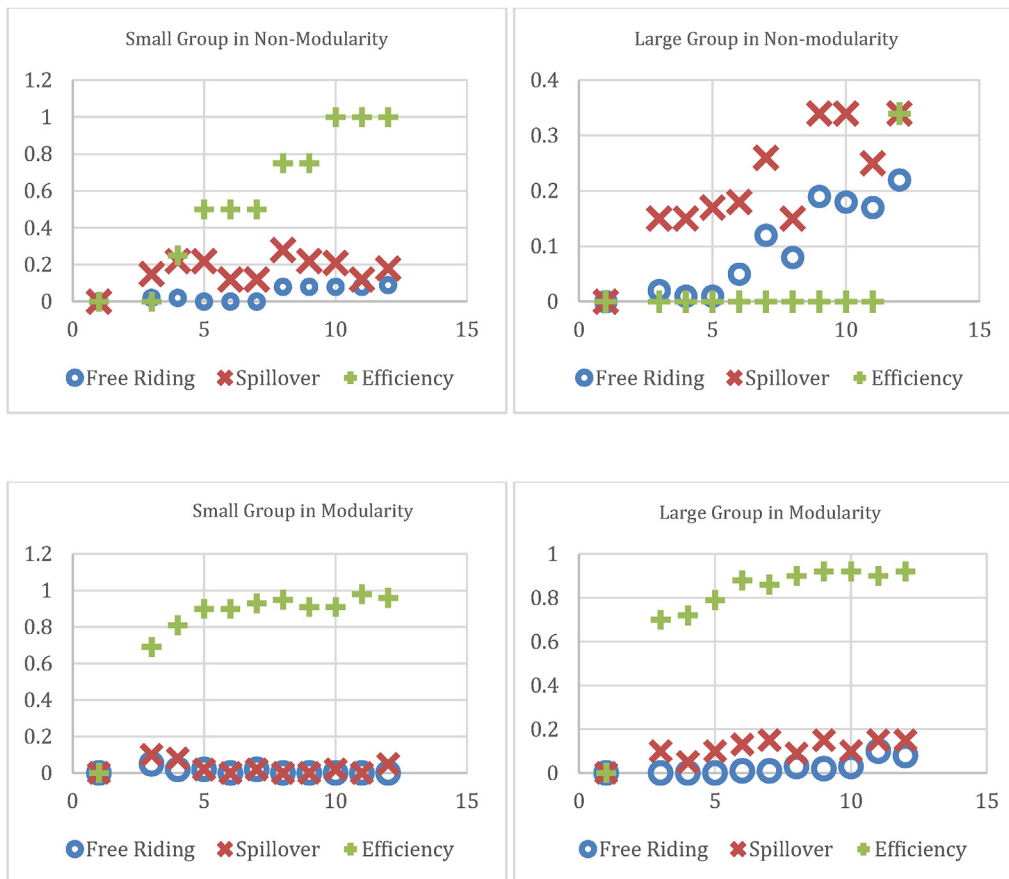 Small Group in Non-Modularity
1.2
1
0.8
0.6
0.4
0.2
0
0 5 10 15
Free Riding Spillover Efficiency
Large Group in Non-modularity
0.4
0.3
0.2
0.1
0
0 5 10 15
Free Riding Spillover Efficiency
Small Group in Modularity
1.2
1
0.8
0.6
0.4
0.2
0
0 5 10 15
Free Riding Spillover Efficiency
Large Group in Modularity
1
0.8
0.6
0.4
0.2
0
0 5 10 15
Free Riding Spillover Efficiency